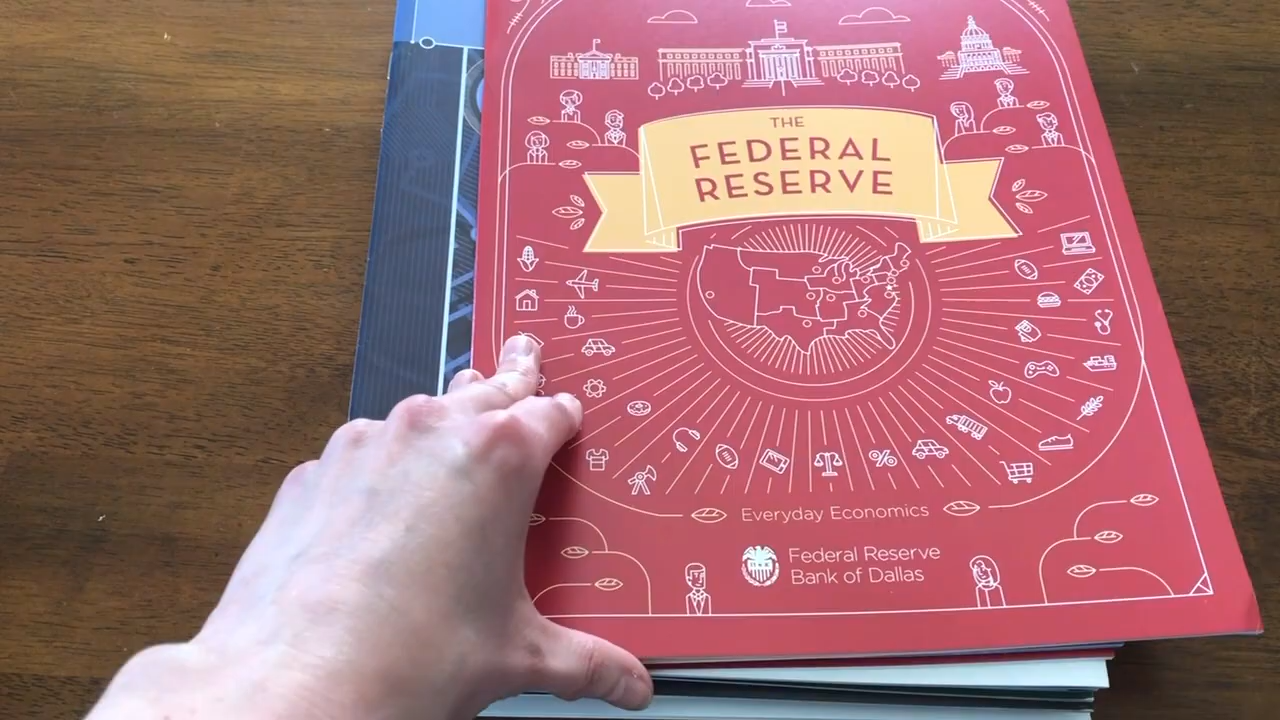 THE
FEDERAL
RESERVE
Everyday Economics
Federal Reserve
Bank of Dallas